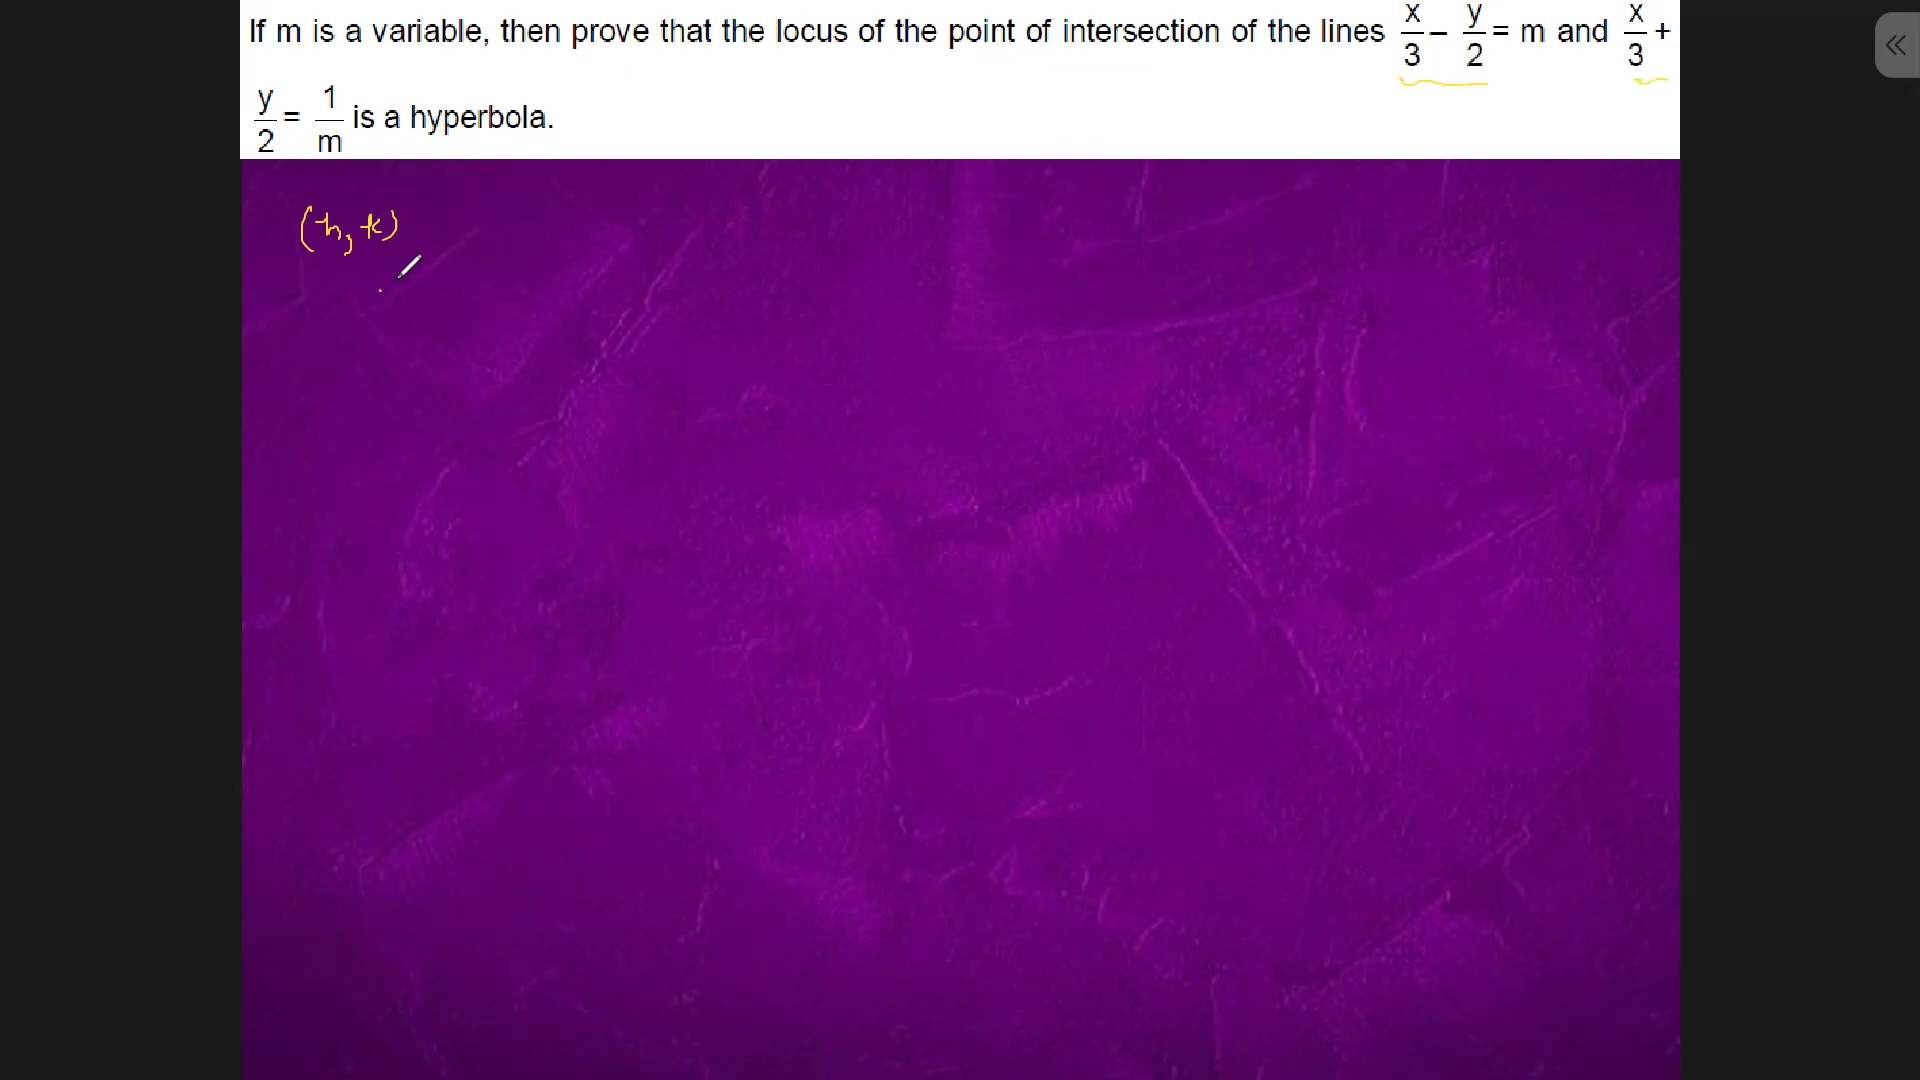 If m is a variable, then prove that the locus of the point of intersection of the lines x/3 – y/2 = m and x/3 +
y/2 = 1/m is a hyperbola.
(h, k)